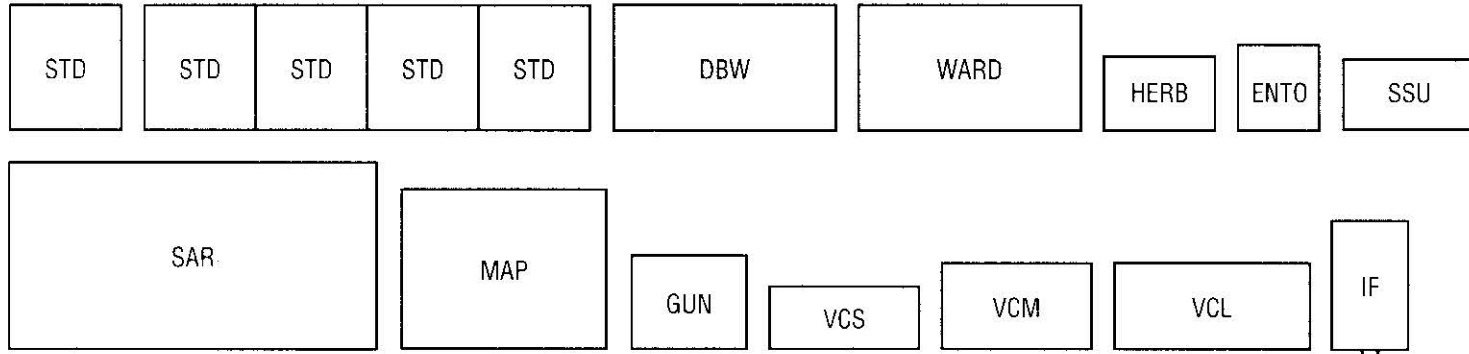 STD STD STD STD STD DBW WARD HERB ENTO SSU
SAR MAP GUN VCS VCM VCL IF